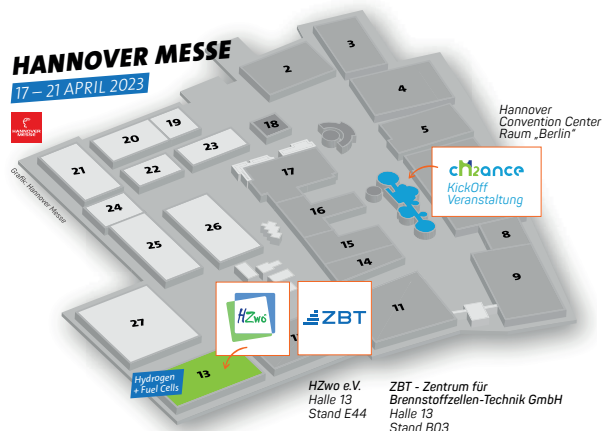 HANNOVER MESSE
17 – 21 APRIL 2023
HANNOVER
MESSE
Grafik: Hannover Messe
2
3
4
5
18
19
20
21
22
23
24
25
26
27
17
16
15
14
11
8
9
13
Hannover
Convention Center
Raum „Berlin"
cH2ance
KickOff
Veranstaltung
HZwo
ZBT
Hydrogen
+ Fuel Cells
HZwo e.V.
Halle 13
Stand E44
ZBT - Zentrum für
Brennstoffzellen-Technik GmbH
Halle 13
Stand B03